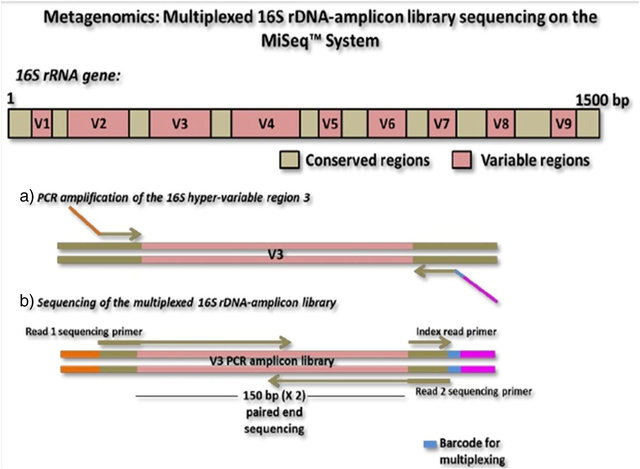 Metagenomics: Multiplexed 16S rDNA-amplicon library sequencing on the
MiSeq™ System
16S rRNA gene:
1
1500 bp
V1 V2 V3 V4 V5 V6 V7 V8 V9
Conserved regions
Variable regions
a) PCR amplification of the 16S hyper-variable region 3
V3
b) Sequencing of the multiplexed 16S rDNA-amplicon library
Read 1 sequencing primer
Index read primer
V3 PCR amplicon library
Read 2 sequencing primer
150 bp (X 2)
paired end
sequencing
Barcode for
multiplexing